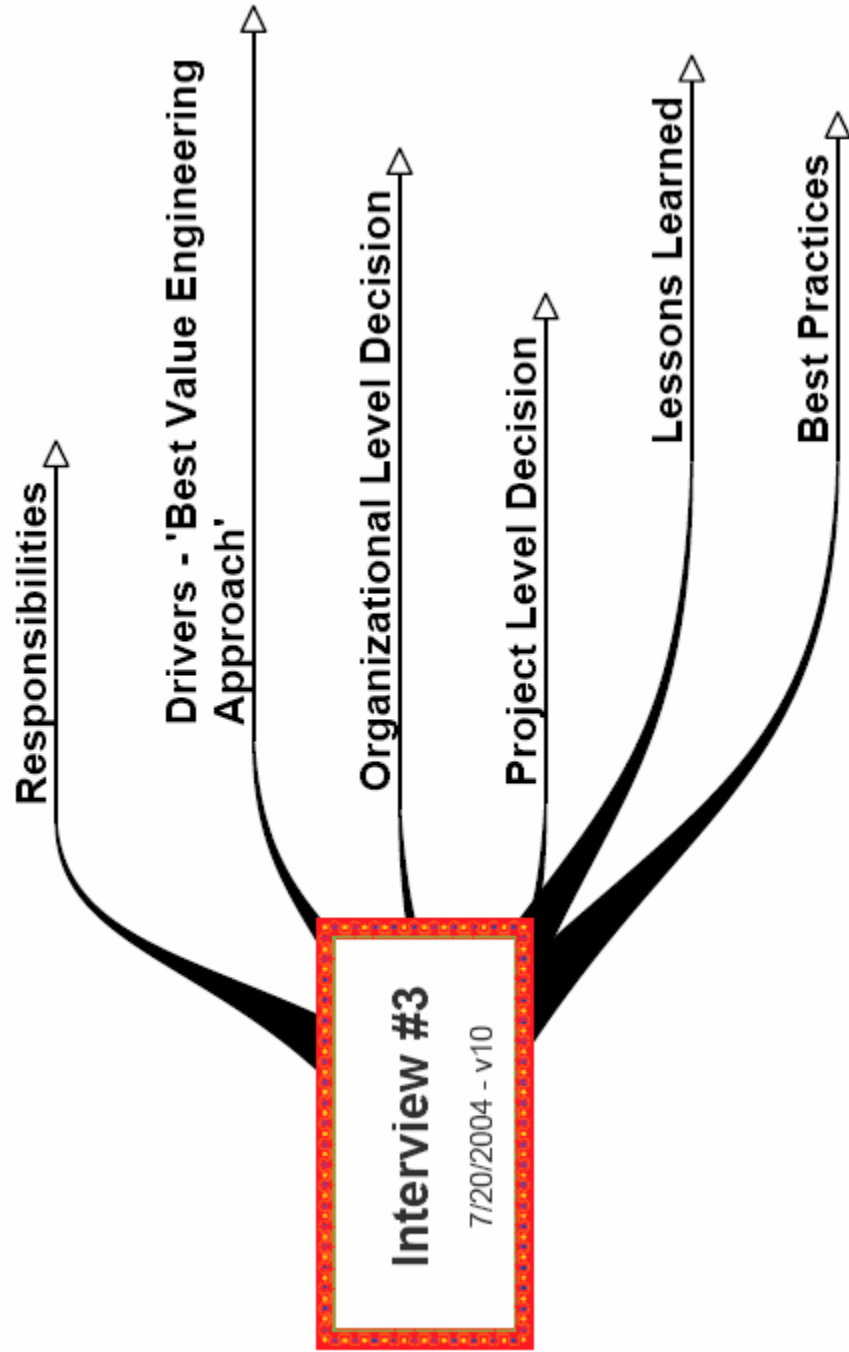 Interview #3
7/20/2004 - v10
Responsibilities
Drivers - 'Best Value Engineering
Approach'
Organizational Level Decision
Project Level Decision
Lessons Learned
Best Practices